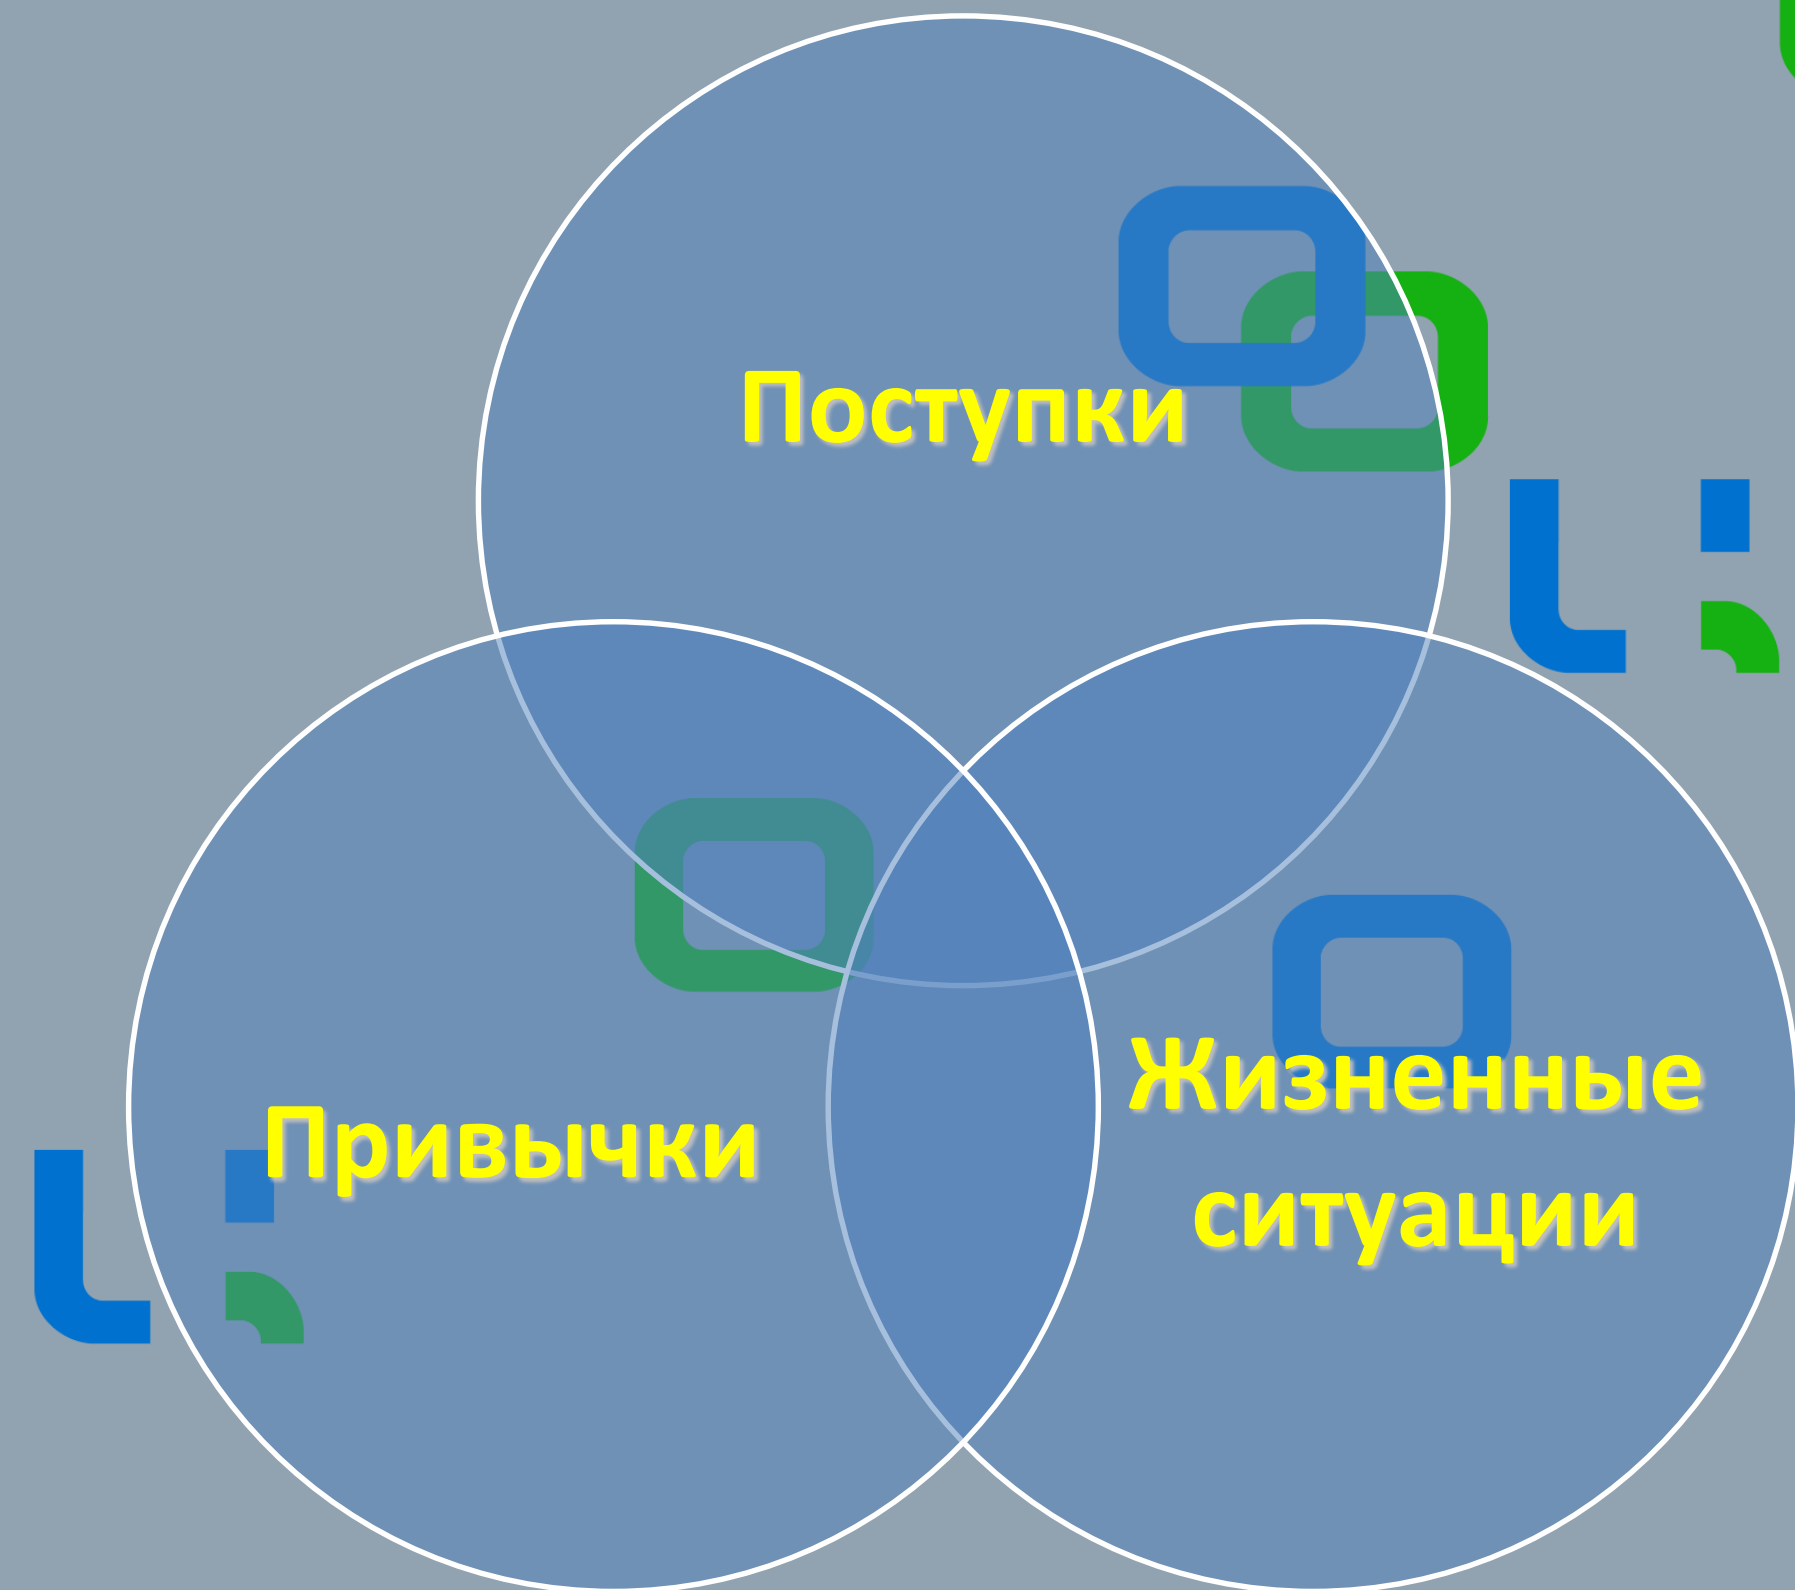 Поступки
Привычки
Жизненные
ситуации